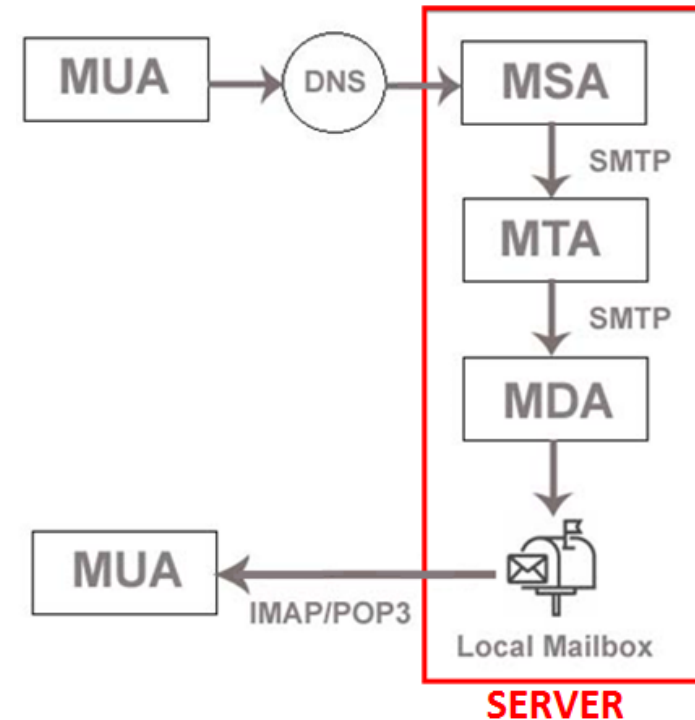 MUA
DNS
MSA
SMTP
MTA
SMTP
MDA
MUA
IMAP/POP3
Local Mailbox
SERVER